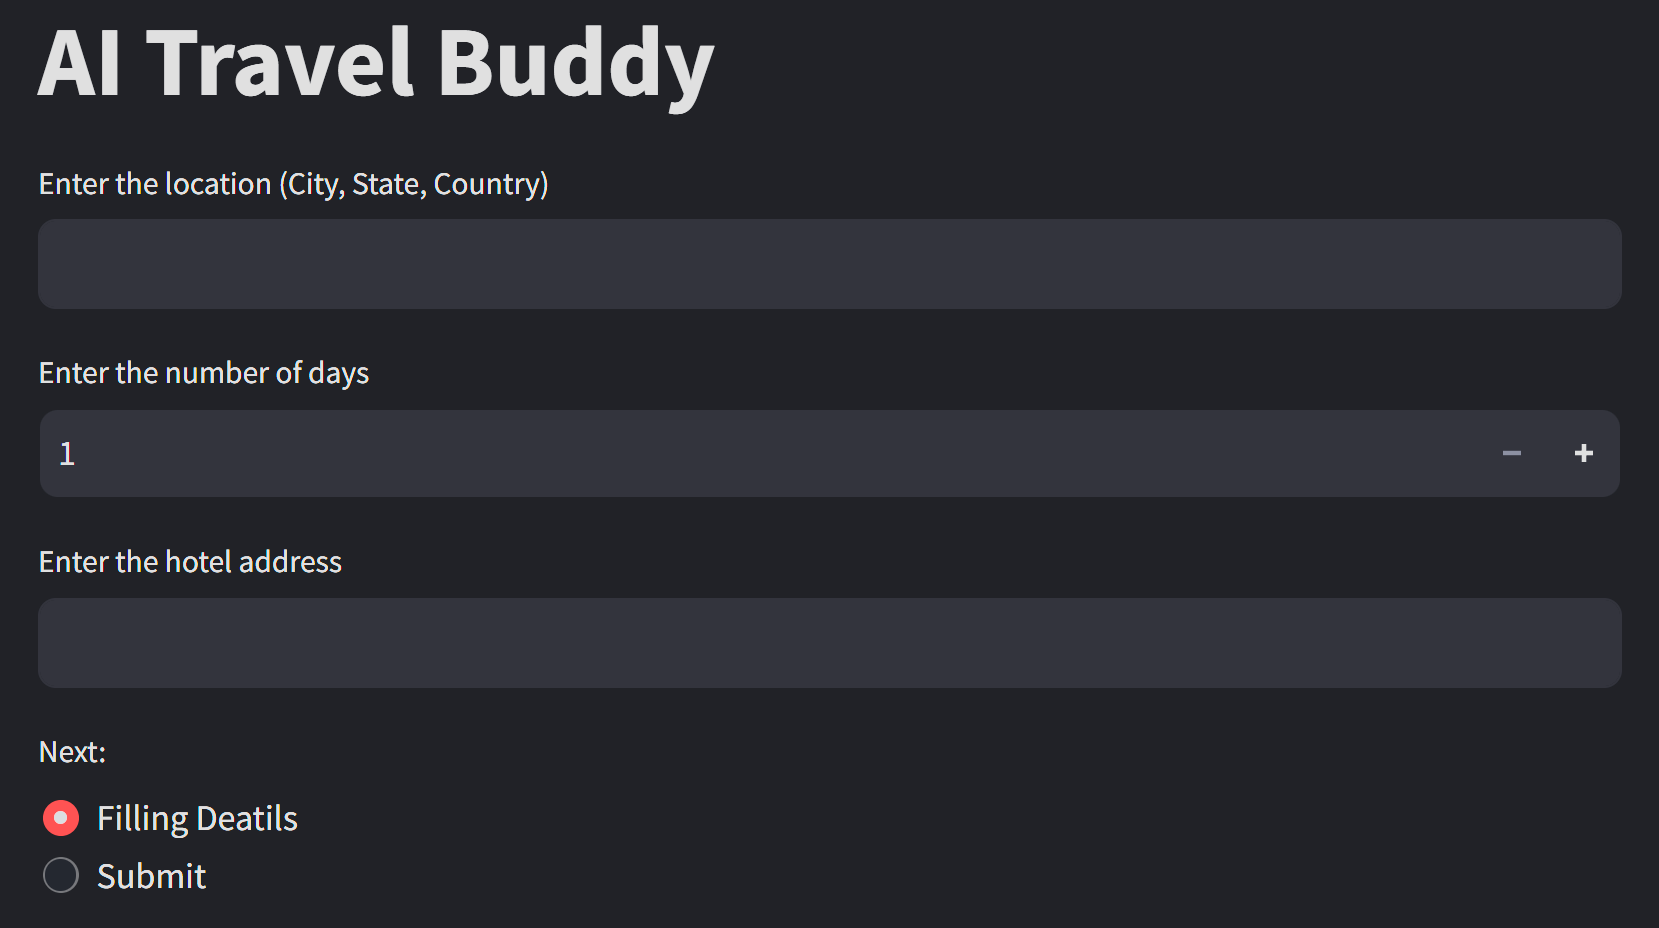 AI Travel Buddy
Enter the location (City, State, Country)
Enter the number of days
1
Enter the hotel address
Next:
Filling Deatils
Submit